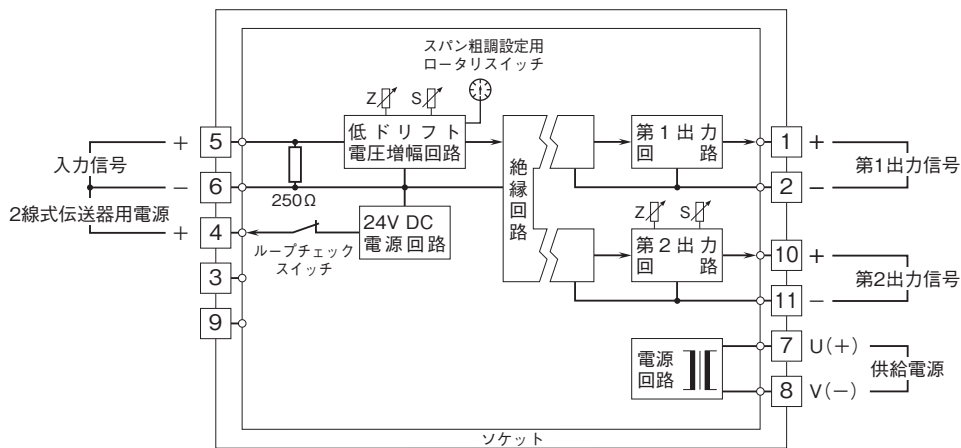 スパン粗調設定用
ロータリスイッチ
Z
S
低ドリフト
電圧増幅回路
第1出力
回路
絶縁回路
5
+
入力信号
6
−
250Ω
2線式伝送器用電源
4
+
24V DC
電源回路
ループチェック
スイッチ
3
9
1
+
第1出力信号
2
−
Z
S
第2出力
回路
10
+
第2出力信号
11
−
電源
回路
7
U(+)
供給電源
8
V(−)
ソケット